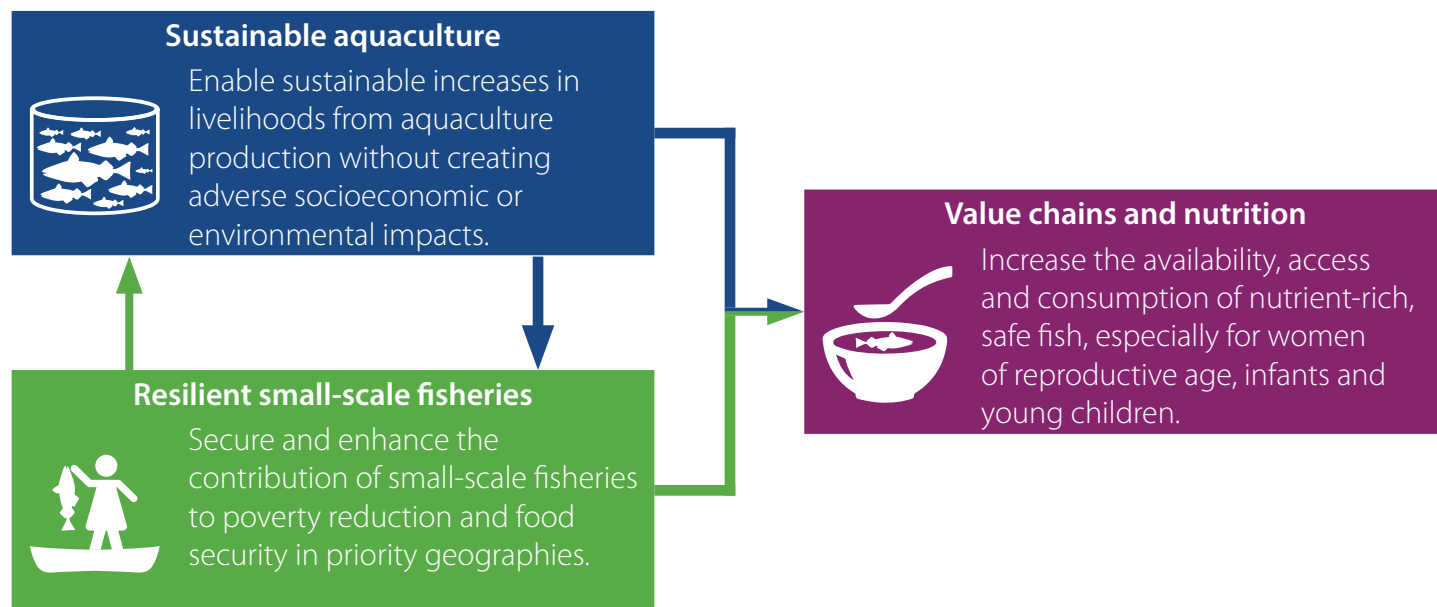 Sustainable aquaculture
Enable sustainable increases in
livelihoods from aquaculture
production without creating
adverse socioeconomic or
environmental impacts.
Resilient small-scale fisheries
Secure and enhance the
contribution of small-scale fisheries
to poverty reduction and food
security in priority geographies.
Value chains and nutrition
Increase the availability, access
and consumption of nutrient-rich,
safe fish, especially for women
of reproductive age, infants and
young children.